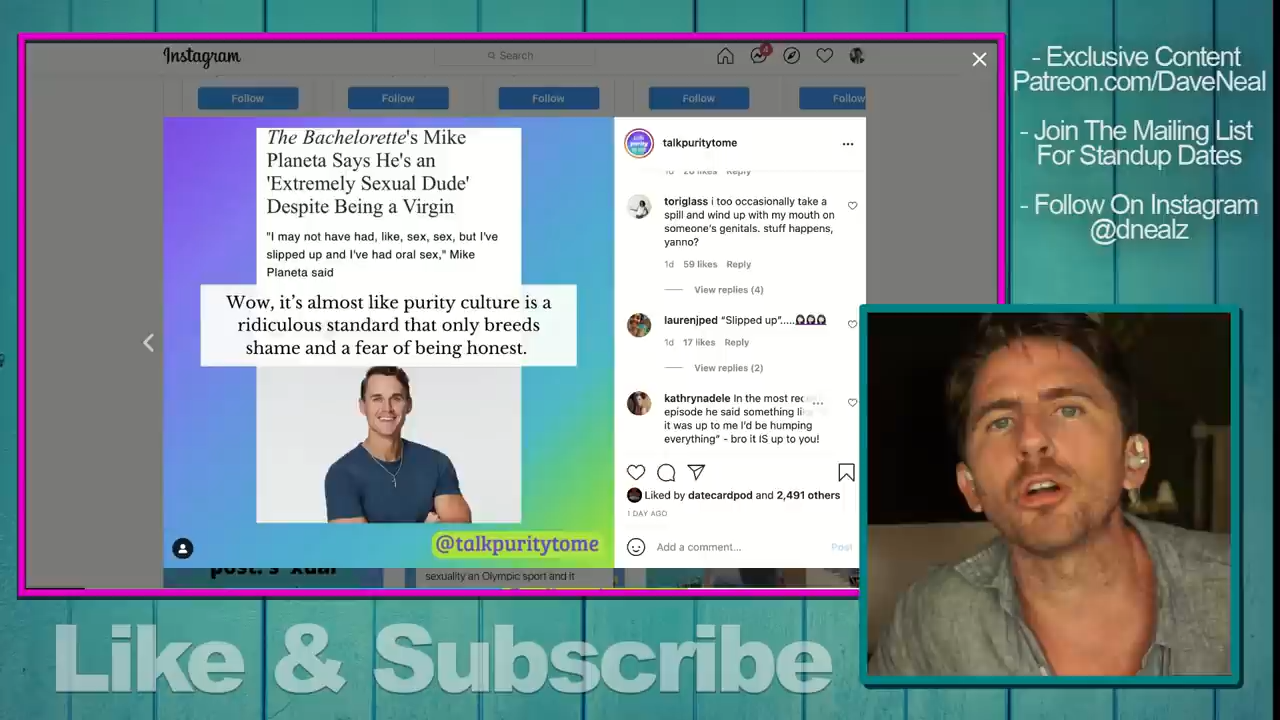 Instagram
Search
4
Follow
Follow
Follow
Follow
Follow
The Bachelorette's Mike
Planeta Says He's an
'Extremely Sexual Dude'
Despite Being a Virgin
"I may not have had, like, sex, sex, but I've
slipped up and I've had oral sex," Mike
Planeta said
Wow, it's almost like purity culture is a
ridiculous standard that only breeds
shame and a fear of being honest.
@talkpuritytome
sexuality an Olympic sport and it
talkpuritytome
1d 26 likes Reply
toriglass i too occasionally take a
spill and wind up with my mouth on
someone's genitals. stuff happens,
yanno?
1d 59 likes Reply
View replies (4)
laurenjped "Slipped up".....
1d 17 likes Reply
View replies (2)
kathrynadele In the most
episode he said something
it was up to me I'd be humping
everything" - bro it IS up to you!
Liked by datecardpod and 2,491 others
1 DAY AGO
Add a comment...
Post
- Exclusive Content
Patreon.com/DaveNeal
- Join The Mailing List
For Standup Dates
- Follow On Instagram
@dnealz
Like & Subscribe